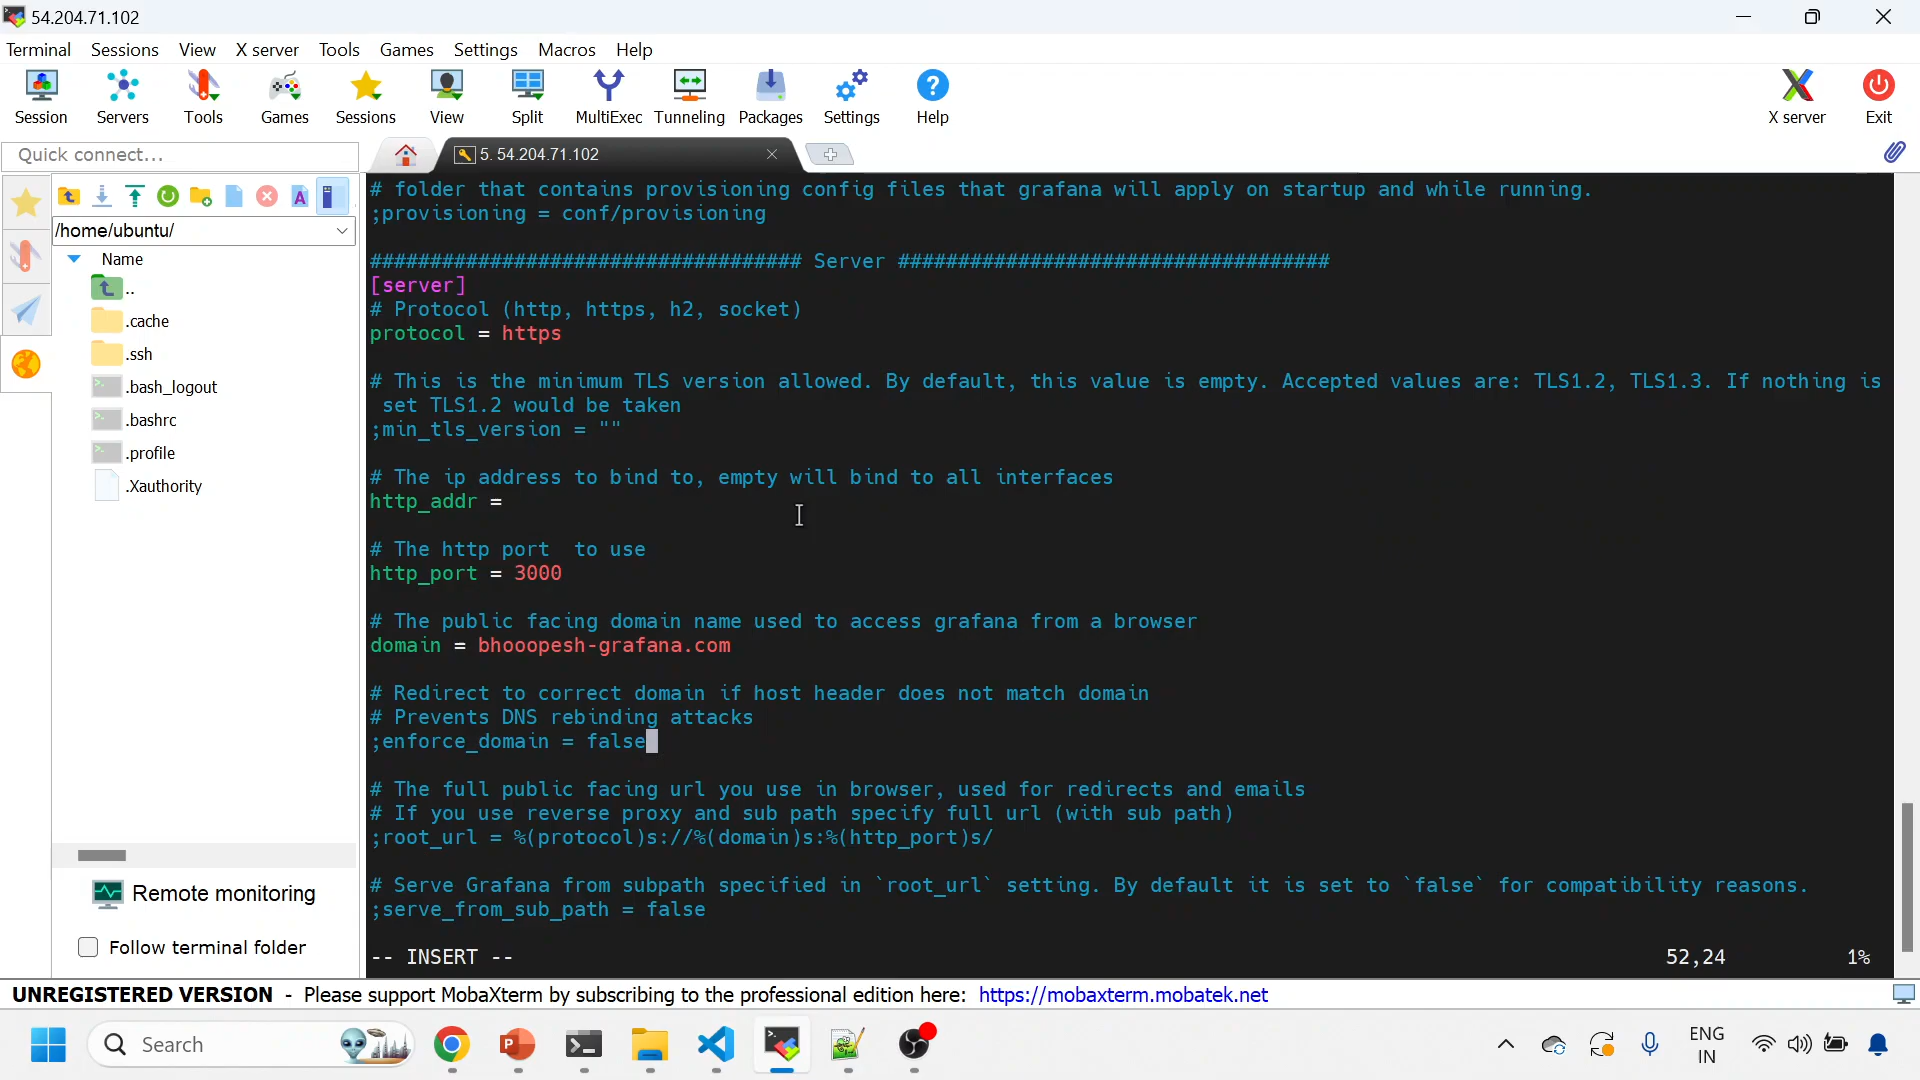 54.204.71.102
Terminal Sessions View X server Tools Games Settings Macros Help
Session Servers Tools Games Sessions View Split MultiExec Tunneling Packages Settings Help X server Exit
Quick connect...
5. 54.204.71.102
/home/ubuntu/
Name
..
.cache
.ssh
.bash_logout
.bashrc
.profile
.Xauthority
Remote monitoring
Follow terminal folder
# folder that contains provisioning config files that grafana will apply on startup and while running.
;provisioning = conf/provisioning
#################################### Server ####################################
[server]
# Protocol (http, https, h2, socket)
protocol = https
# This is the minimum TLS version allowed. By default, this value is empty. Accepted values are: TLS1.2, TLS1.3. If nothing is
set TLS1.2 would be taken
;min_tls_version = ""
# The ip address to bind to, empty will bind to all interfaces
http_addr =
# The http port  to use
http_port = 3000
# The public facing domain name used to access grafana from a browser
domain = bhooopesh-grafana.com
# Redirect to correct domain if host header does not match domain
# Prevents DNS rebinding attacks
;enforce_domain = false
# The full public facing url you use in browser, used for redirects and emails
# If you use reverse proxy and sub path specify full url (with sub path)
;root_url = %(protocol)s://%(domain)s:%(http_port)s/
# Serve Grafana from subpath specified in `root_url` setting. By default it is set to `false` for compatibility reasons.
;serve_from_sub_path = false
-- INSERT -- 52,24 1%
UNREGISTERED VERSION - Please support MobaXterm by subscribing to the professional edition here: https://mobaxterm.mobatek.net
Search
ENG
IN